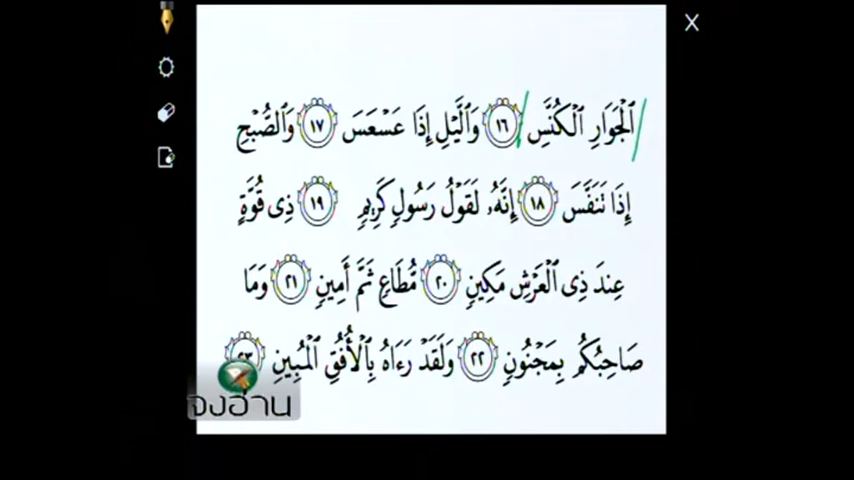 ٱلۡجَوَارِ ٱلۡكُنَّسِ ١٦ وَٱلَّيۡلِ إِذَا عَسۡعَسَ ١٧ وَٱلصُّبۡحِ
إِذَا تَنَفَّسَ ١٨ إِنَّهُۥ لَقَوۡلُ رَسُولٖ كَرِيمٖ ١٩ ذِى قُوَّةٍ
عِندَ ذِى ٱلۡعَرۡشِ مَكِينٖ ٢٠ مُّطَاعٖ ثَمَّ أَمِينٖ ٢١ وَمَا
صَاحِبُكُم بِمَجۡنُونٖ ٢٢ وَلَقَدۡ رَءَاهُ بِٱلۡأُفُقِ ٱلۡمُبِينِ ٢٣
จงอ่าน